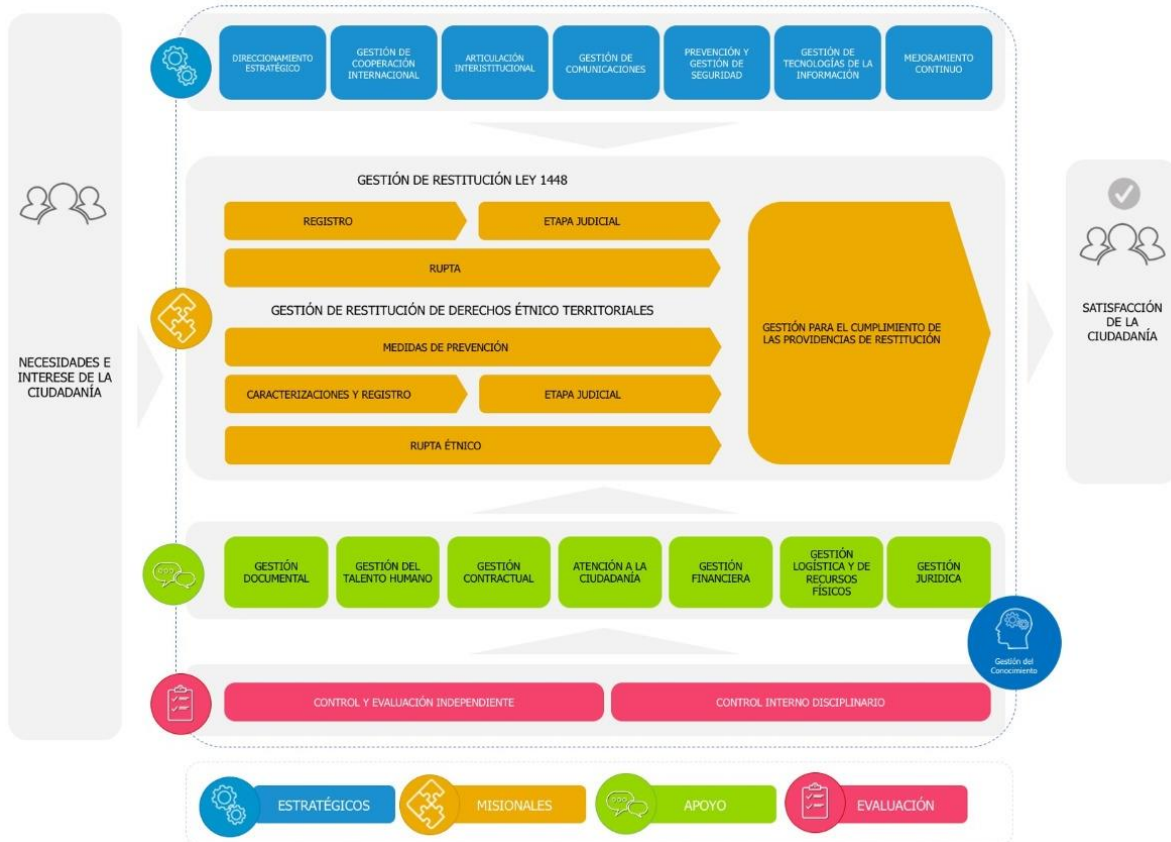 NECESIDADES E
INTERESE DE LA
CIUDADANÍA
DIRECCIONAMIENTO
ESTRATÉGICO
GESTIÓN DE
COOPERACIÓN
INTERNACIONAL
ARTICULACIÓN
INTERISTITUCIONAL
GESTIÓN DE
COMUNICACIONES
PREVENCIÓN Y
GESTIÓN DE
SEGURIDAD
GESTIÓN DE
TECNOLOGÍAS DE LA
INFORMACIÓN
MEJORAMIENTO
CONTINUO
GESTIÓN DE RESTITUCIÓN LEY 1448
REGISTRO
ETAPA JUDICIAL
RUPTA
GESTIÓN DE RESTITUCIÓN DE DERECHOS ÉTNICO TERRITORIALES
MEDIDAS DE PREVENCIÓN
CARACTERIZACIONES Y REGISTRO
ETAPA JUDICIAL
RUPTA ÉTNICO
GESTIÓN PARA EL CUMPLIMIENTO DE
LAS PROVIDENCIAS DE RESTITUCIÓN
SATISFACCIÓN
DE LA
CIUDADANÍA
GESTIÓN
DOCUMENTAL
GESTIÓN DEL
TALENTO HUMANO
GESTIÓN
CONTRACTUAL
ATENCIÓN A LA
CIUDADANÍA
GESTIÓN
FINANCIERA
GESTIÓN
LOGÍSTICA Y DE
RECURSOS
FÍSICOS
GESTIÓN
JURIDICA
Gestión del
Conocimiento
CONTROL Y EVALUACIÓN INDEPENDIENTE
CONTROL INTERNO DISCIPLINARIO
ESTRATÉGICOS
MISIONALES
APOYO
EVALUACIÓN